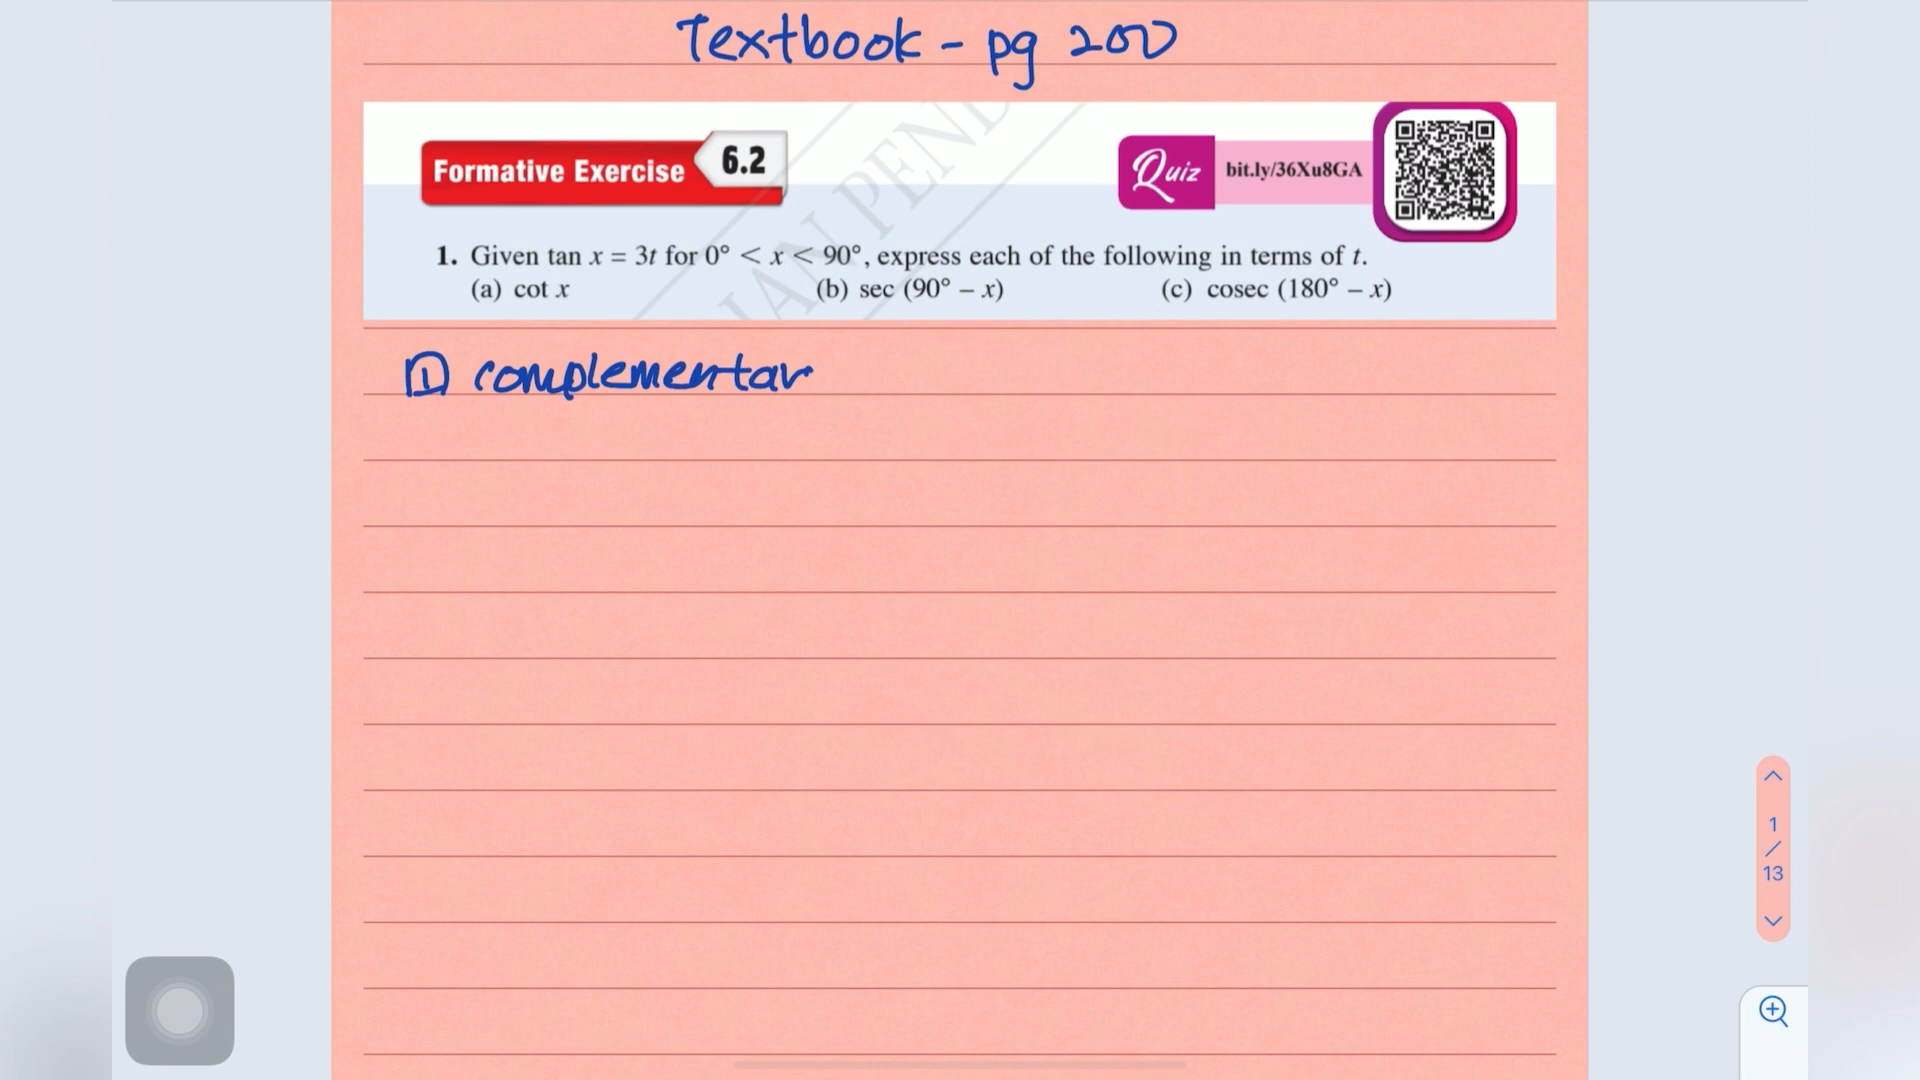 Textbook - pg 200
Formative Exercise 6.2
Quiz bit.ly/36Xu8GA
1. Given tan x = 3t for 0° < x < 90°, express each of the following in terms of t.
(a) cot x (b) sec (90° – x) (c) cosec (180° – x)
1 complementar
1
/
13